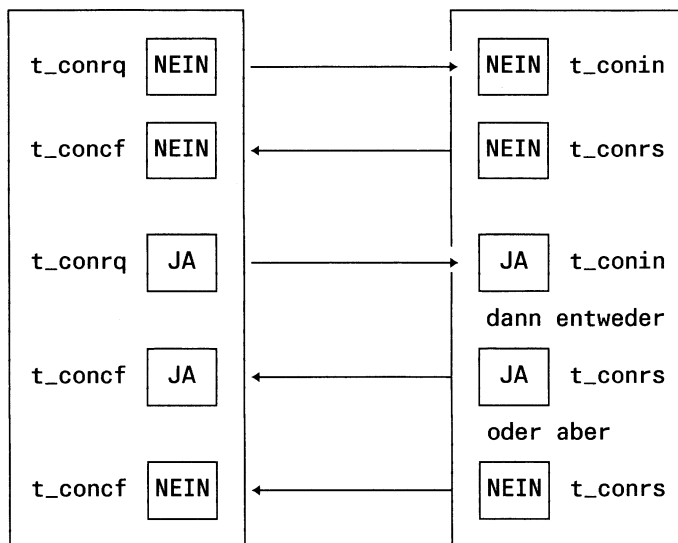 t_conrq NEIN NEIN t_conin
t_concf NEIN NEIN t_conrs
t_conrq JA JA t_conin
dann entweder
t_concf JA JA t_conrs
oder aber
t_concf NEIN NEIN t_conrs